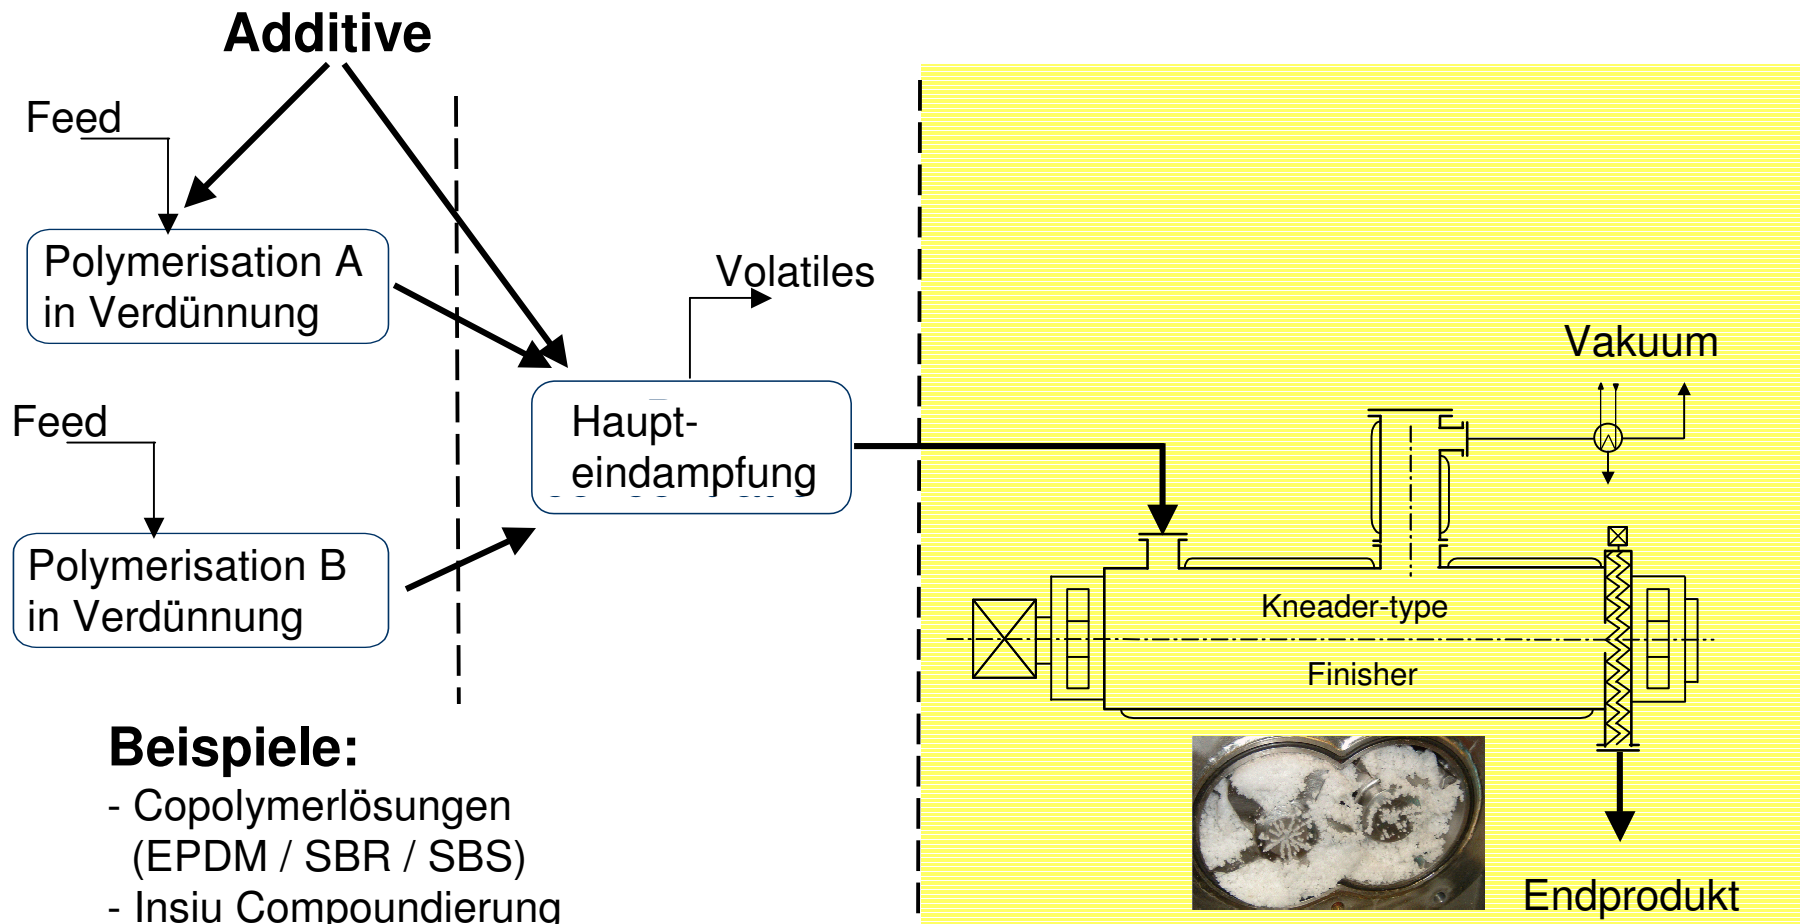 Additive
Feed
Polymerisation A
in Verdünnung
Volatiles
Vakuum
Feed
Haupt-
eindampfung
Polymerisation B
in Verdünnung
Kneader-type
Finisher
Beispiele:
- Copolymerlösungen
(EPDM / SBR / SBS)
- Insiu Compoundierung
Endprodukt